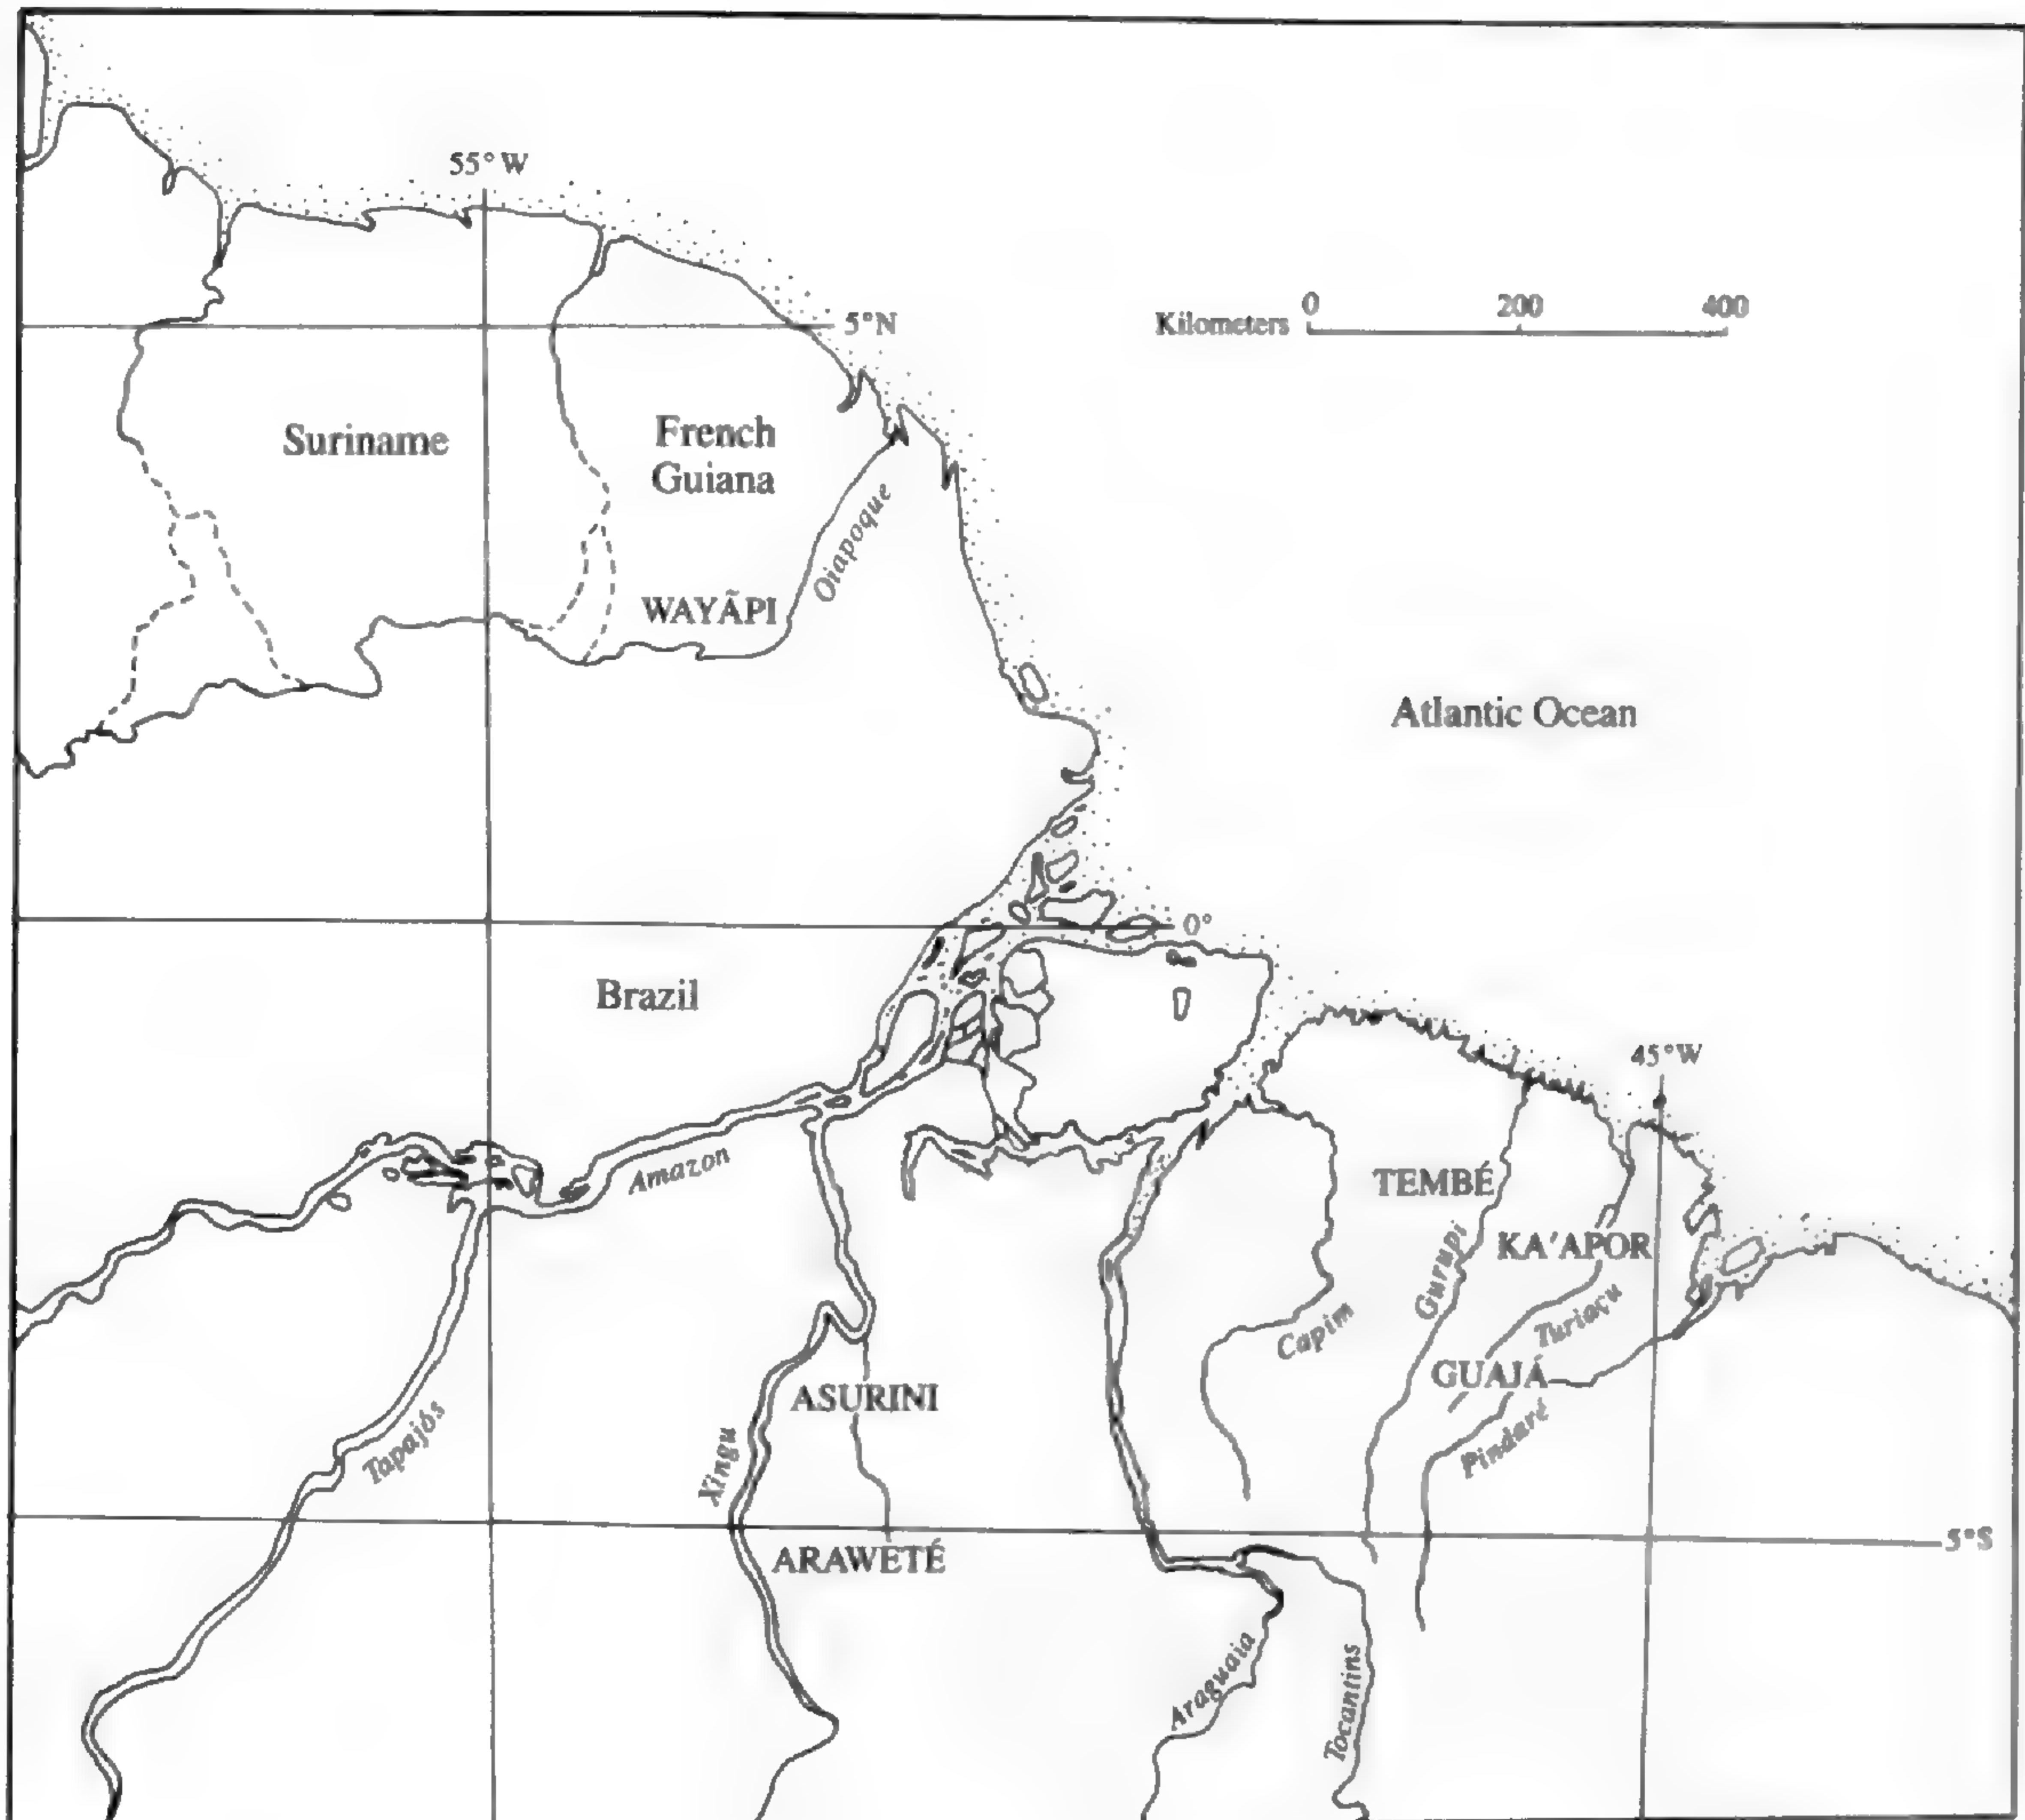 55° W
0 200 400
Kilometers
5°N
Suriname
French
Guiana
Oiapoque
WAYÃPI
Atlantic Ocean
0°
Brazil
45°W
Amazon
TEMBÉ
KA'APOR
Gurupi
Turiaçu
Capim
GUAJÁ
ASURINI
Tapajós
Xingu
Pindaré
5°S
ARAWETÉ
Araguaia
Tocantins